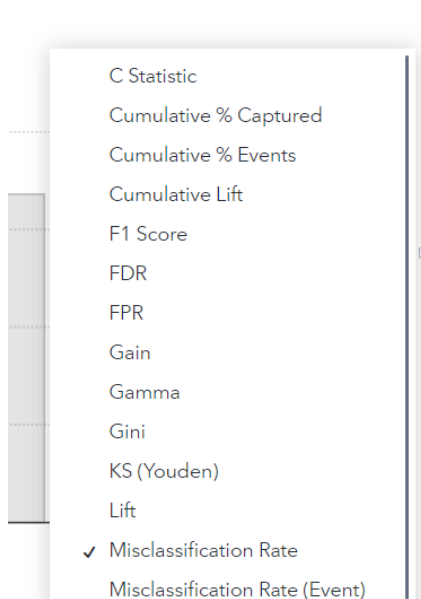 C Statistic
Cumulative % Captured
Cumulative % Events
Cumulative Lift
F1 Score
FDR
FPR
Gain
Gamma
Gini
KS (Youden)
Lift
✓ Misclassification Rate
Misclassification Rate (Event)